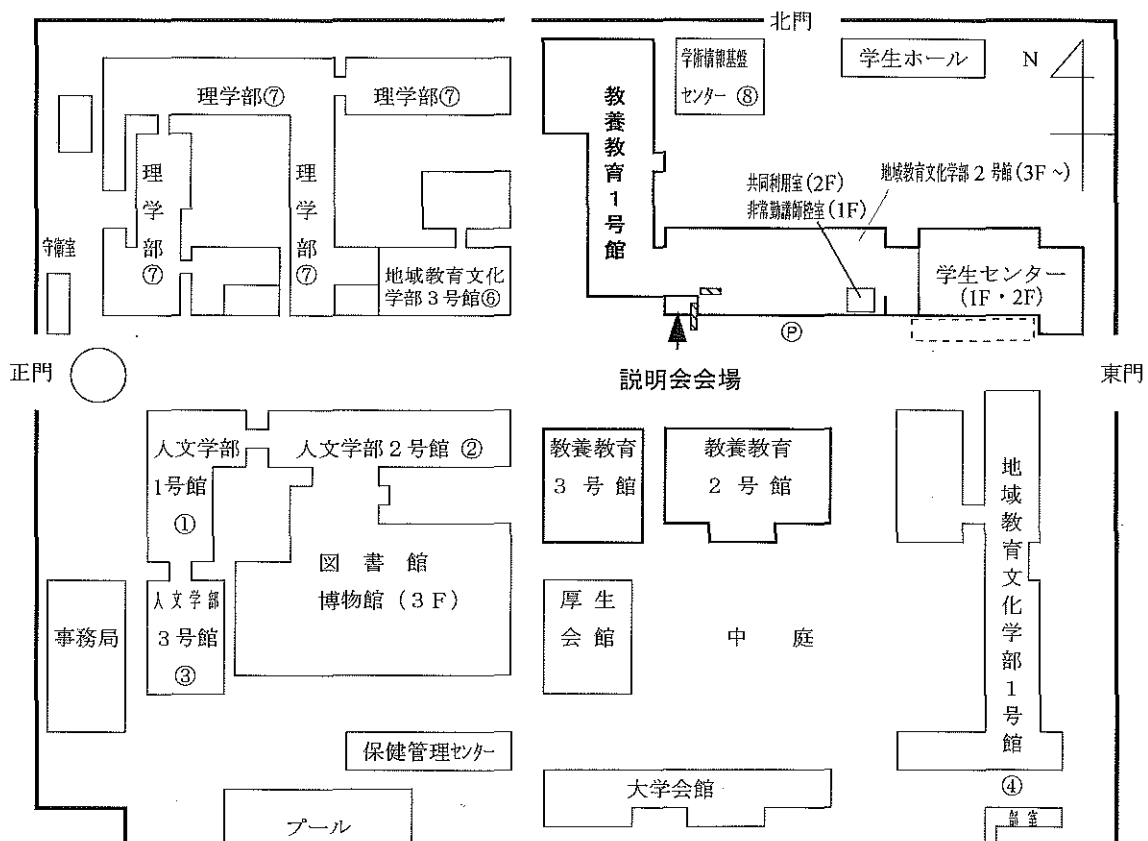 北門
学術情報基盤
センター ⑧
学生ホール
N
理学部⑦
理学部⑦
教養教育1号館
理学部⑦
理学部⑦
共同利用室(2F)
非常勤講師控室(1F)
地域教育文化学部2号館(3F~)
守衛室
地域教育文化
学部3号館⑥
学生センター
(1F・2F)
Ⓟ
正門
説明会会場
東門
人文学部
1号館
①
人文学部2号館 ②
教養教育
3号館
教養教育
2号館
地域教育文化学部1号館
④
図書館
博物館(3F)
厚生
会館
中庭
事務局
人文学部
3号館
③
保健管理センター
大学会館
プール
部室